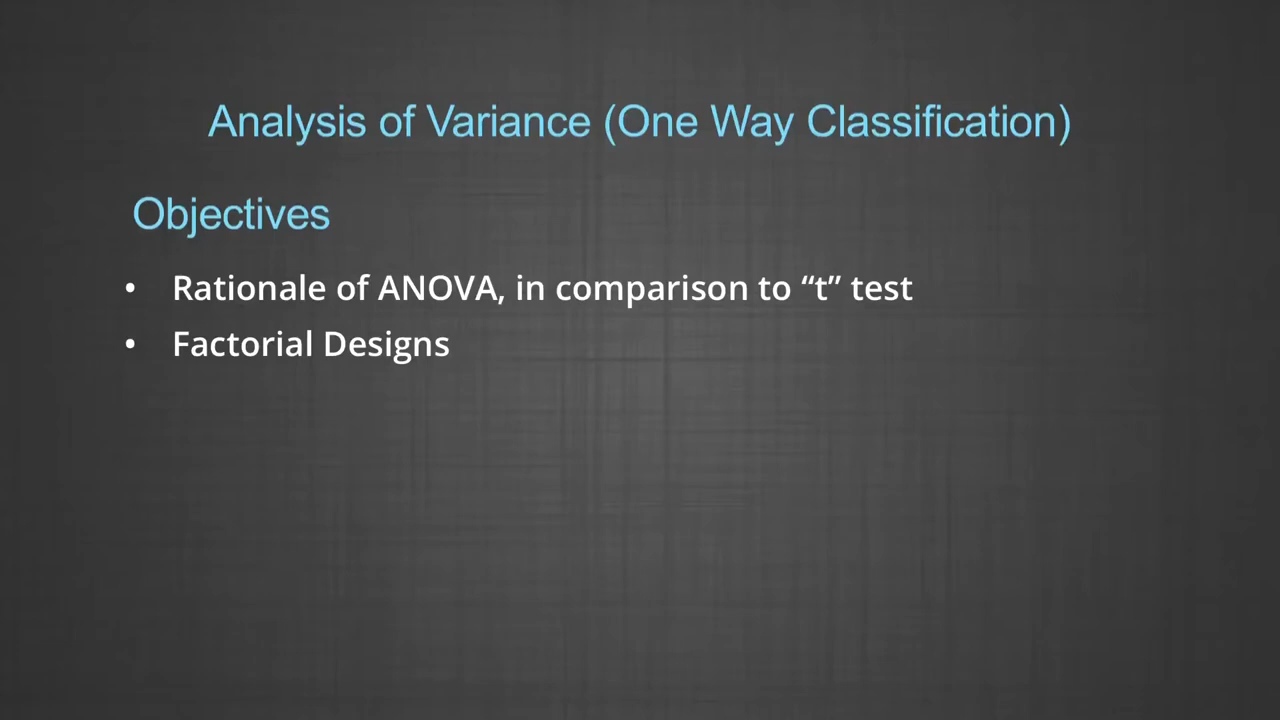 Analysis of Variance (One Way Classification)
Objectives
• Rationale of ANOVA, in comparison to “t” test
• Factorial Designs